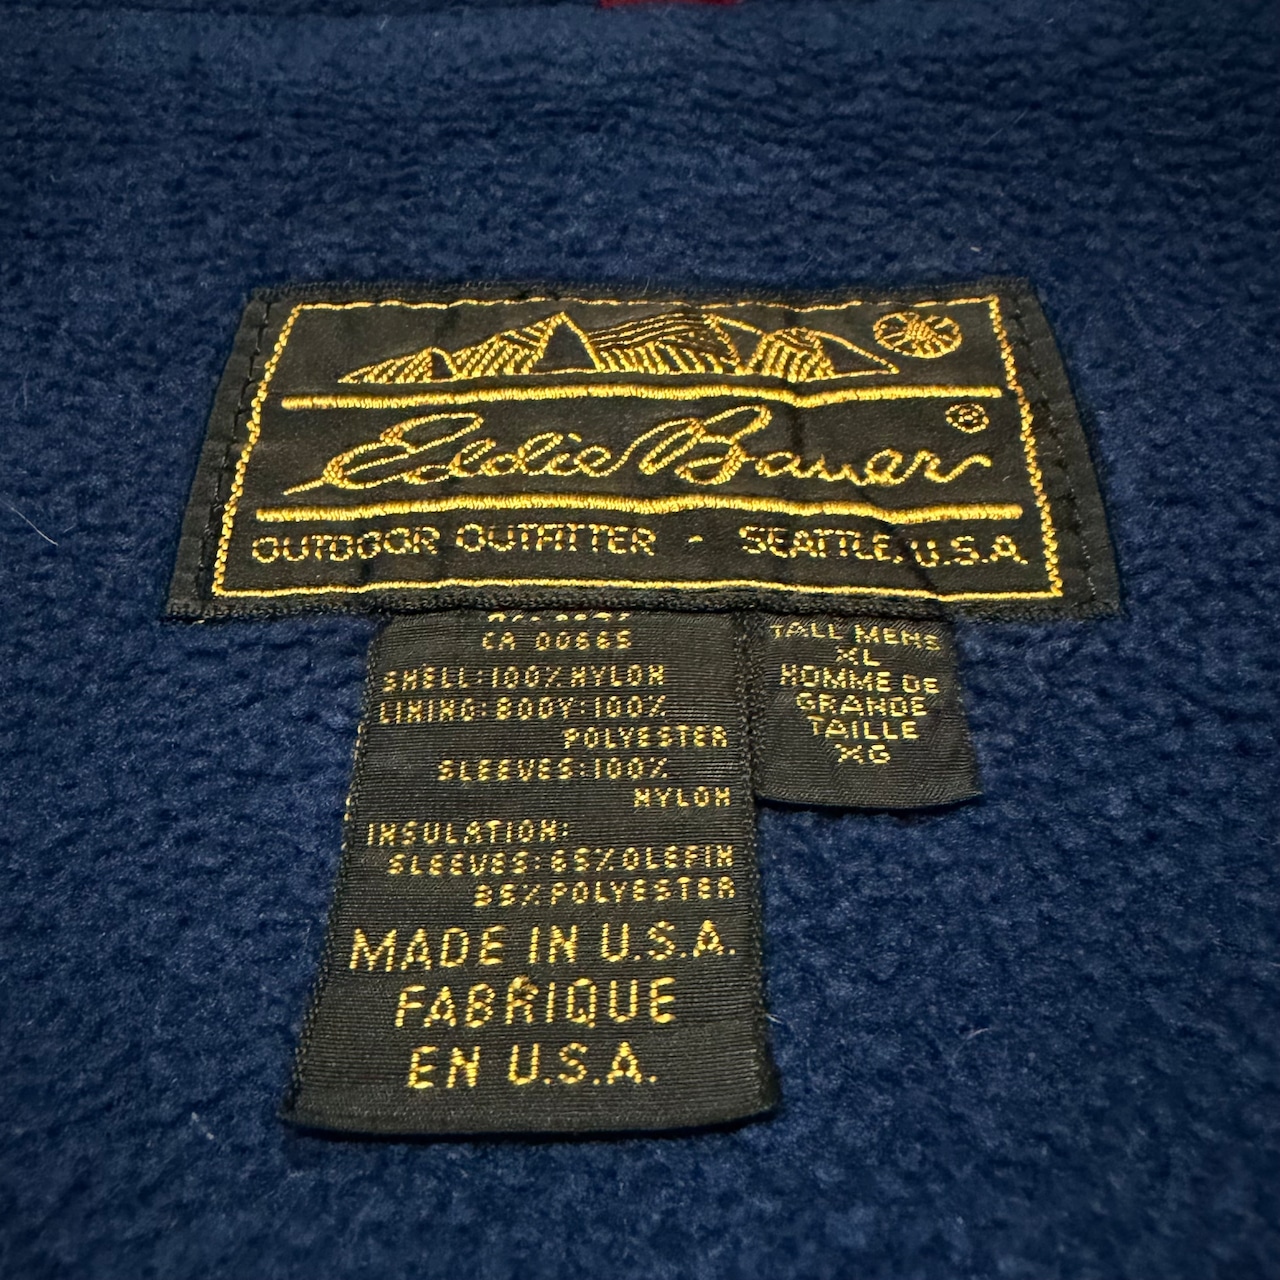 Eddie Bauer®
OUTDOOR OUTFITTER - SEATTLE, U.S.A.
CA 00665
SHELL:100% NYLON
LINING:BODY:100%
POLYESTER
SLEEVES:100%
NYLON
INSULATION:
SLEEVES:65%OLEFIN
35%POLYESTER
MADE IN U.S.A.
FABRIQUE
EN U.S.A.
TALL MENS
XL
HOMME DE
GRANDE
TAILLE
XG